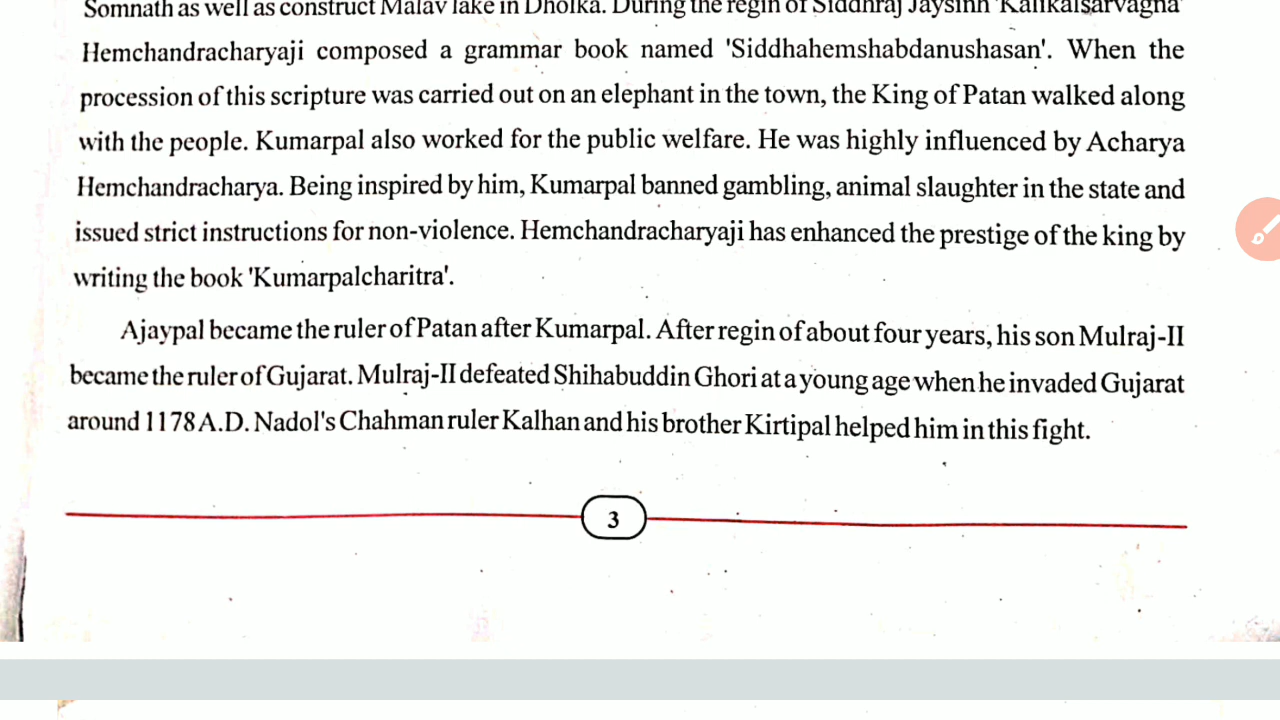 Somnath as well as construct Malav lake in Dholka. During the regin of Siddhraj Jaysinh 'Kalikalsarvagna'
Hemchandracharyaji composed a grammar book named 'Siddhahemshabdanushasan'. When the
procession of this scripture was carried out on an elephant in the town, the King of Patan walked along
with the people. Kumarpal also worked for the public welfare. He was highly influenced by Acharya
Hemchandracharya. Being inspired by him, Kumarpal banned gambling, animal slaughter in the state and
issued strict instructions for non-violence. Hemchandracharyaji has enhanced the prestige of the king by
writing the book 'Kumarpalcharitra'.
Ajaypal became the ruler of Patan after Kumarpal. After regin of about four years, his son Mulraj-II
became the ruler of Gujarat. Mulraj-II defeated Shihabuddin Ghori at a young age when he invaded Gujarat
around 1178 A.D. Nadol's Chahman ruler Kalhan and his brother Kirtipal helped him in this fight.
3